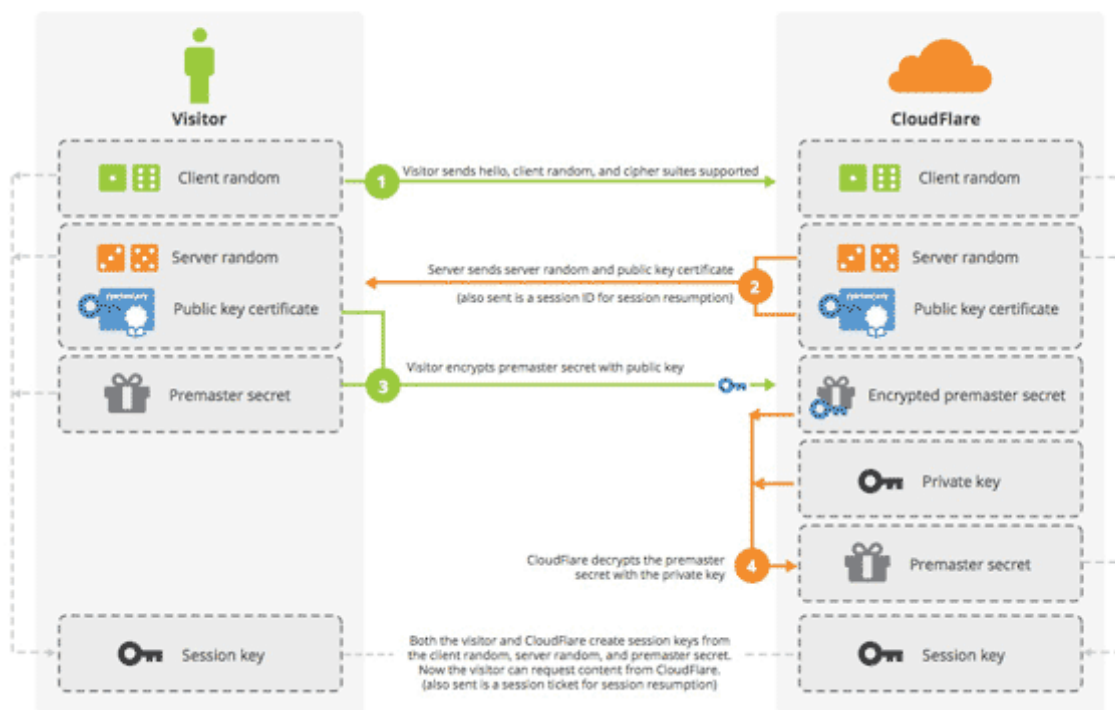 Visitor
CloudFlare
Client random
1
Visitor sends hello, client random, and cipher suites supported
Client random
Server random
Server sends server random and public key certificate
2
(also sent is a session ID for session resumption)
Server random
Public key certificate
Public key certificate
Visitor encrypts premaster secret with public key
3
Premaster secret
Encrypted premaster secret
Private key
CloudFlare decrypts the premaster
secret with the private key
4
Premaster secret
Session key
Both the visitor and CloudFlare create session keys from
the client random, server random, and premaster secret.
Now the visitor can request content from CloudFlare.
(also sent is a session ticket for session resumption)
Session key